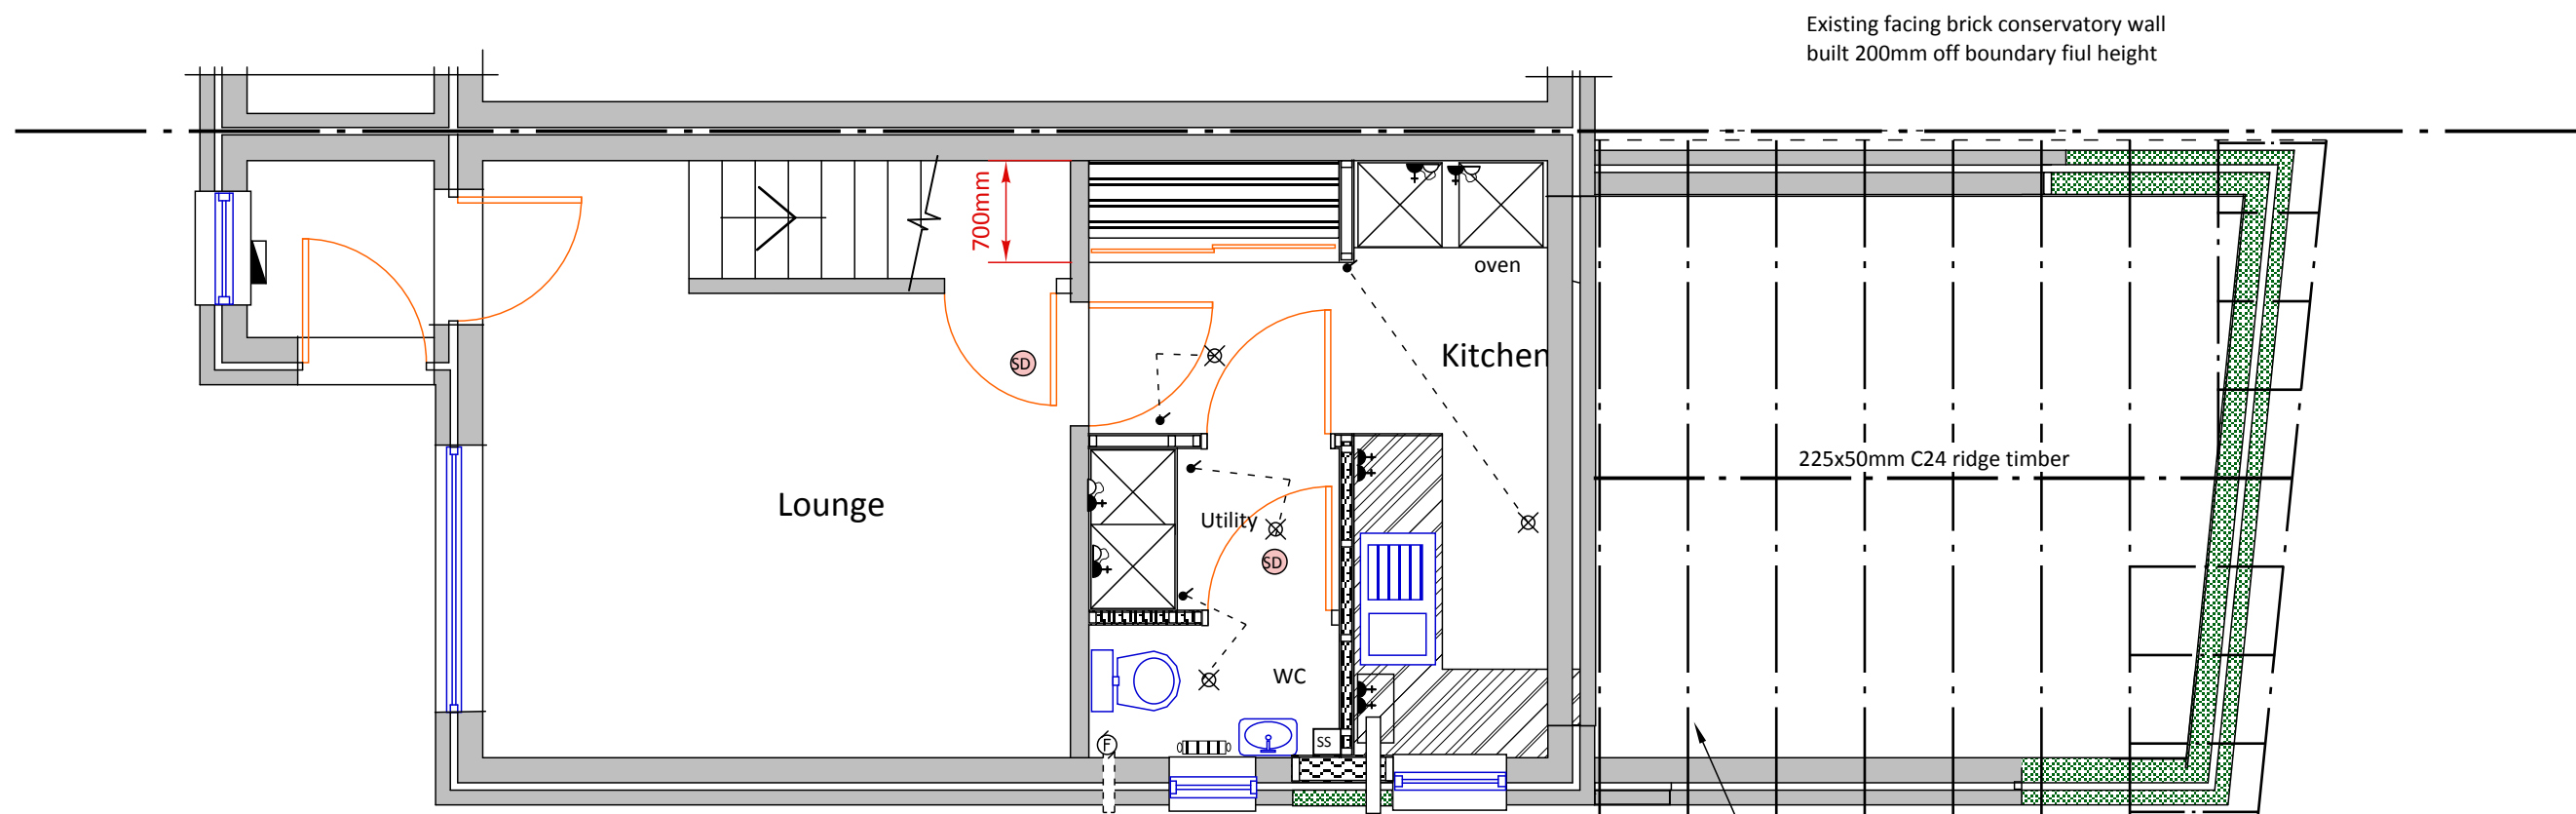 Existing facing brick conservatory wall
built 200mm off boundary fiul height
700mm
oven
SD
Kitchen
225x50mm C24 ridge timber
Lounge
Utility
SD
WC
F
SS